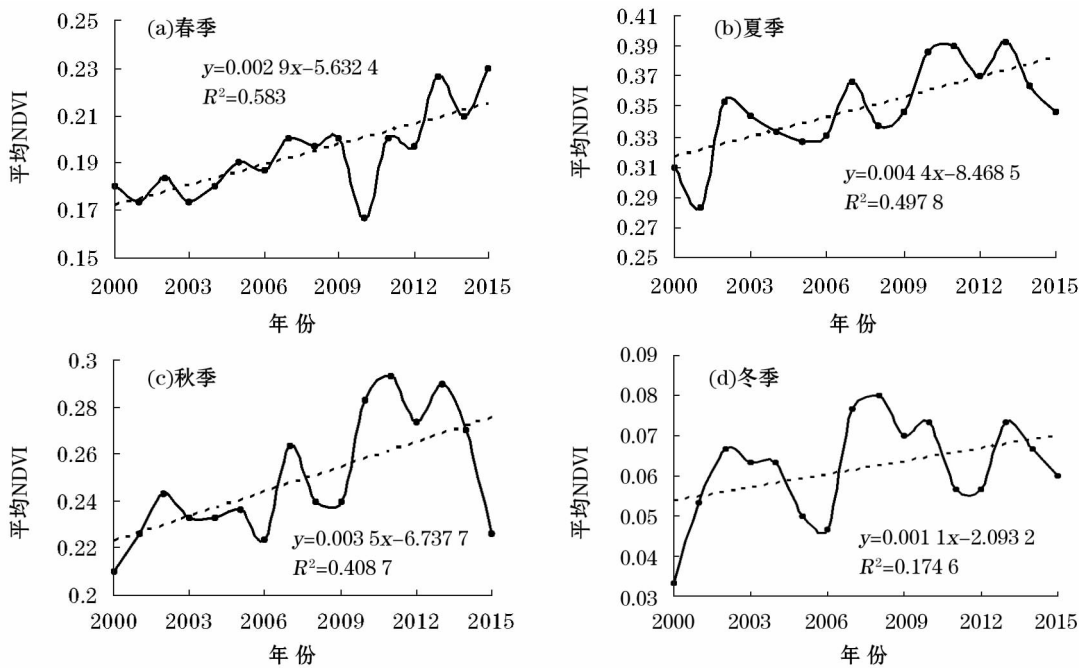 (a)春季
平均NDVI
0.25
0.23
0.21
0.19
0.17
0.15
y=0.002 9x−5.632 4
R²=0.583
2000 2003 2006 2009 2012 2015
年 份
(b)夏季
平均NDVI
0.41
0.39
0.37
0.35
0.33
0.31
0.29
0.27
0.25
y=0.004 4x−8.468 5
R²=0.497 8
2000 2003 2006 2009 2012 2015
年 份
(c)秋季
平均NDVI
0.3
0.28
0.26
0.24
0.22
0.2
y=0.003 5x−6.737 7
R²=0.408 7
2000 2003 2006 2009 2012 2015
年 份
(d)冬季
平均NDVI
0.09
0.08
0.07
0.06
0.05
0.04
0.03
y=0.001 1x−2.093 2
R²=0.174 6
2000 2003 2006 2009 2012 2015
年 份